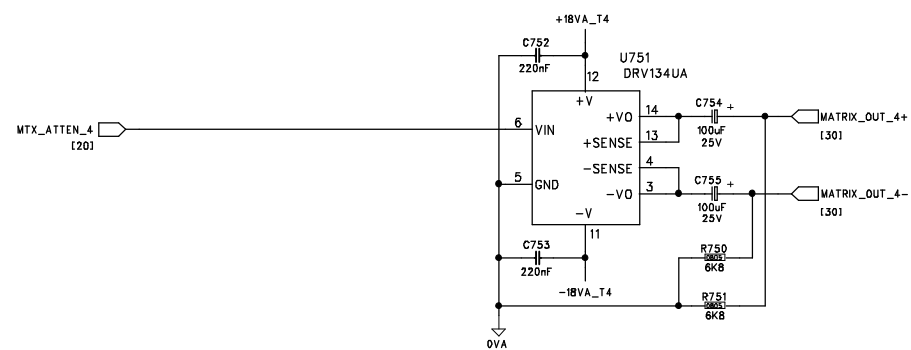 +18VA_T4
C752
220nF
12
U751
DRV134UA
+V
MTX_ATTEN_4
[20]
6
VIN
+VO
14
C754
+
100uF
25V
MATRIX_OUT_4+
[30]
+SENSE
13
-SENSE
4
5
GND
-VO
3
C755
+
100uF
25V
MATRIX_OUT_4-
[30]
-V
11
C753
220nF
-18VA_T4
R750
0805
6K8
R751
0805
6K8
0VA